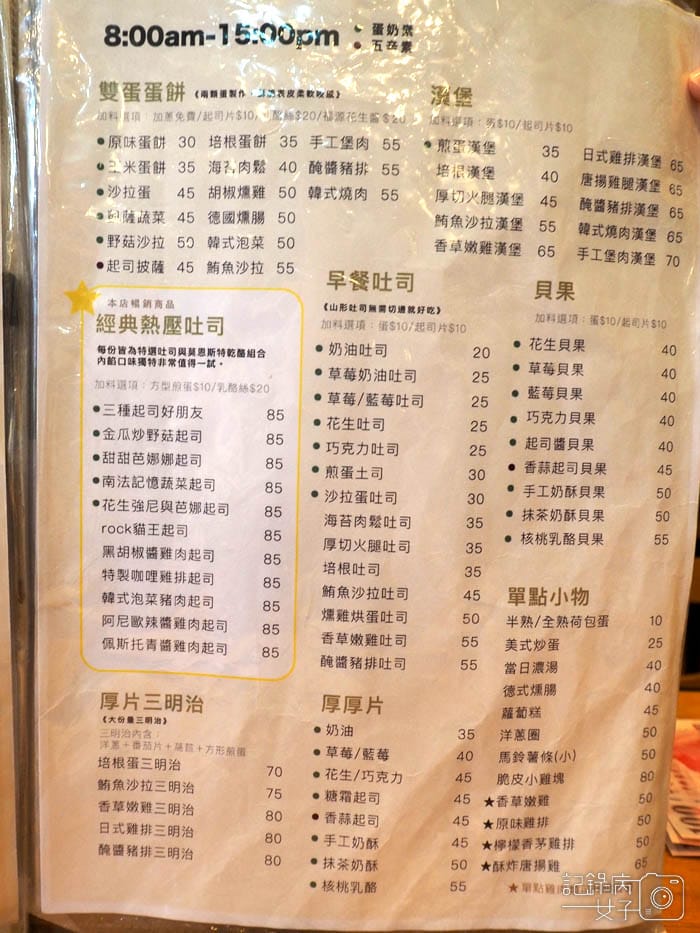 8:00am-15:00pm
蛋奶素
五辛素
雙蛋蛋餅 《兩顆蛋製作
加料選項：加蔥免費/起司片$10/ 酪絲$20/福源花生醬$20
原味蛋餅 30 培根蛋餅 35 手工堡肉 55
玉米蛋餅 35 海苔肉鬆 40 醃醬豬排 55
沙拉蛋 45 胡椒燻雞 50 韓式燒肉 55
薩蔬菜 45 德國燻腸 50
野菇沙拉 50 韓式泡菜 50
起司披薩 45 鮪魚沙拉 55
漢堡
加料選項：蛋$10/起司片$10
煎蛋漢堡 35
培根漢堡 40
厚切火腿漢堡 45
鮪魚沙拉漢堡 55
香草嫩雞漢堡 65
日式雞排漢堡 65
唐揚雞腿漢堡 65
醃醬豬排漢堡 65
韓式燒肉漢堡 65
手工堡肉漢堡 70
本店暢銷商品
經典熱壓吐司
每份皆為特選吐司與莫恩斯特乾酪組合
內餡口味獨特非常值得一試。
加料選項：方型煎蛋$10/乳酪絲$20
三種起司好朋友 85
金瓜炒野菇起司 85
甜甜芭娜娜起司 85
南法記憶蔬菜起司 85
花生強尼與芭娜起司 85
rock貓王起司 85
黑胡椒醬雞肉起司 85
特製咖哩雞排起司 85
韓式泡菜豬肉起司 85
阿尼歐辣醬雞肉起司 85
佩斯托青醬雞肉起司 85
早餐吐司
《山形吐司無需切邊就好吃》
加料選項：蛋$10/起司片$10
奶油吐司 20
草莓奶油吐司 25
草莓/藍莓吐司 25
花生吐司 25
巧克力吐司 25
煎蛋土司 30
沙拉蛋吐司 30
海苔肉鬆吐司 35
厚切火腿吐司 35
培根吐司 35
鮪魚沙拉吐司 45
燻雞烘蛋吐司 50
香草嫩雞吐司 55
醃醬豬排吐司 55
貝果
加料選項：蛋$10/起司片$10
花生貝果 40
草莓貝果 40
藍莓貝果 40
巧克力貝果 40
起司醬貝果 40
香蒜起司貝果 45
手工奶酥貝果 50
抹茶奶酥貝果 50
核桃乳酪貝果 55
單點小物
半熟/全熟荷包蛋 10
美式炒蛋 25
當日濃湯 40
德式燻腸 40
蘿蔔糕 45
洋蔥圈 50
馬鈴薯條(小) 50
脆皮小雞塊 80
★香草嫩雞 50
★原味雞排 50
★檸檬香茅雞排 50
★酥炸唐揚雞 65
★單點雞
厚片三明治
《大份量三明治》
三明治內含：
洋蔥＋番茄片＋蘿苣＋方形煎蛋
培根蛋三明治 70
鮪魚沙拉三明治 75
香草嫩雞三明治 80
日式雞排三明治 80
醃醬豬排三明治 80
厚厚片
奶油 35
草莓/藍莓 40
花生/巧克力 45
糖霜起司 45
香蒜起司 45
手工奶酥 45
抹茶奶酥 50
核桃乳酪 55
記錄肉女子